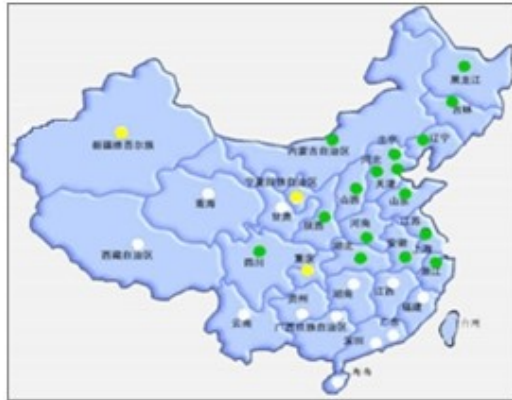 黑龙江
吉林
辽宁
北京
内蒙古自治区
河北
天津
新疆维吾尔族
宁夏回族自治区
山西
山东
青海
甘肃
陕西
河南
江苏
西藏自治区
四川
重庆
湖北
安徽
上海
浙江
贵州
湖南
江西
福建
云南
广西壮族自治区
广东
深圳
台湾
海南